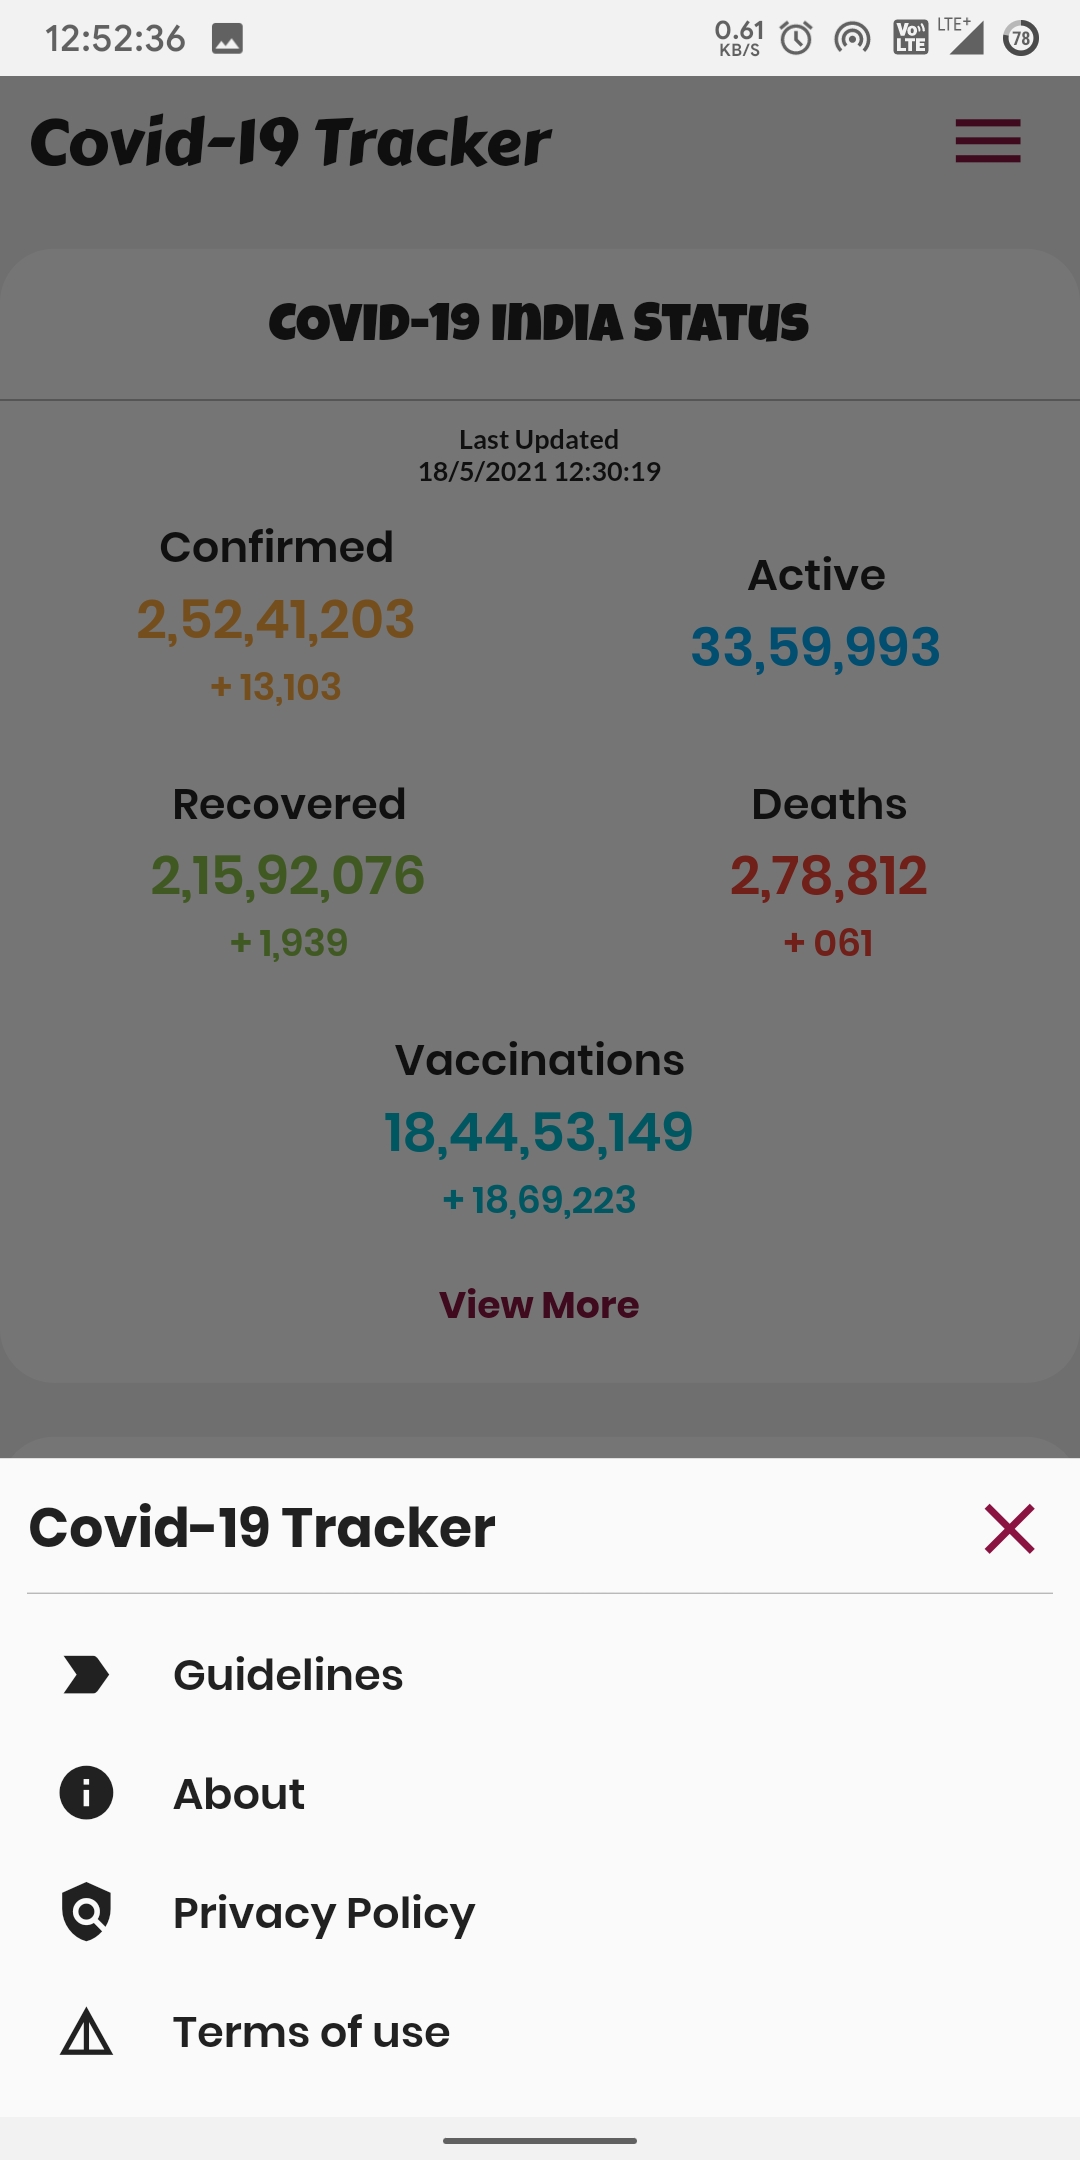 12:52:36
0.61
KB/S
Vo
LTE
LTE+
78
Covid-19 Tracker
COVID-19 INDIA STATUS
Last Updated
18/5/2021 12:30:19
Confirmed
2,52,41,203
+ 13,103
Active
33,59,993
Recovered
2,15,92,076
+ 1,939
Deaths
2,78,812
+ 061
Vaccinations
18,44,53,149
+ 18,69,223
View More
Covid-19 Tracker
Guidelines
About
Privacy Policy
Terms of use